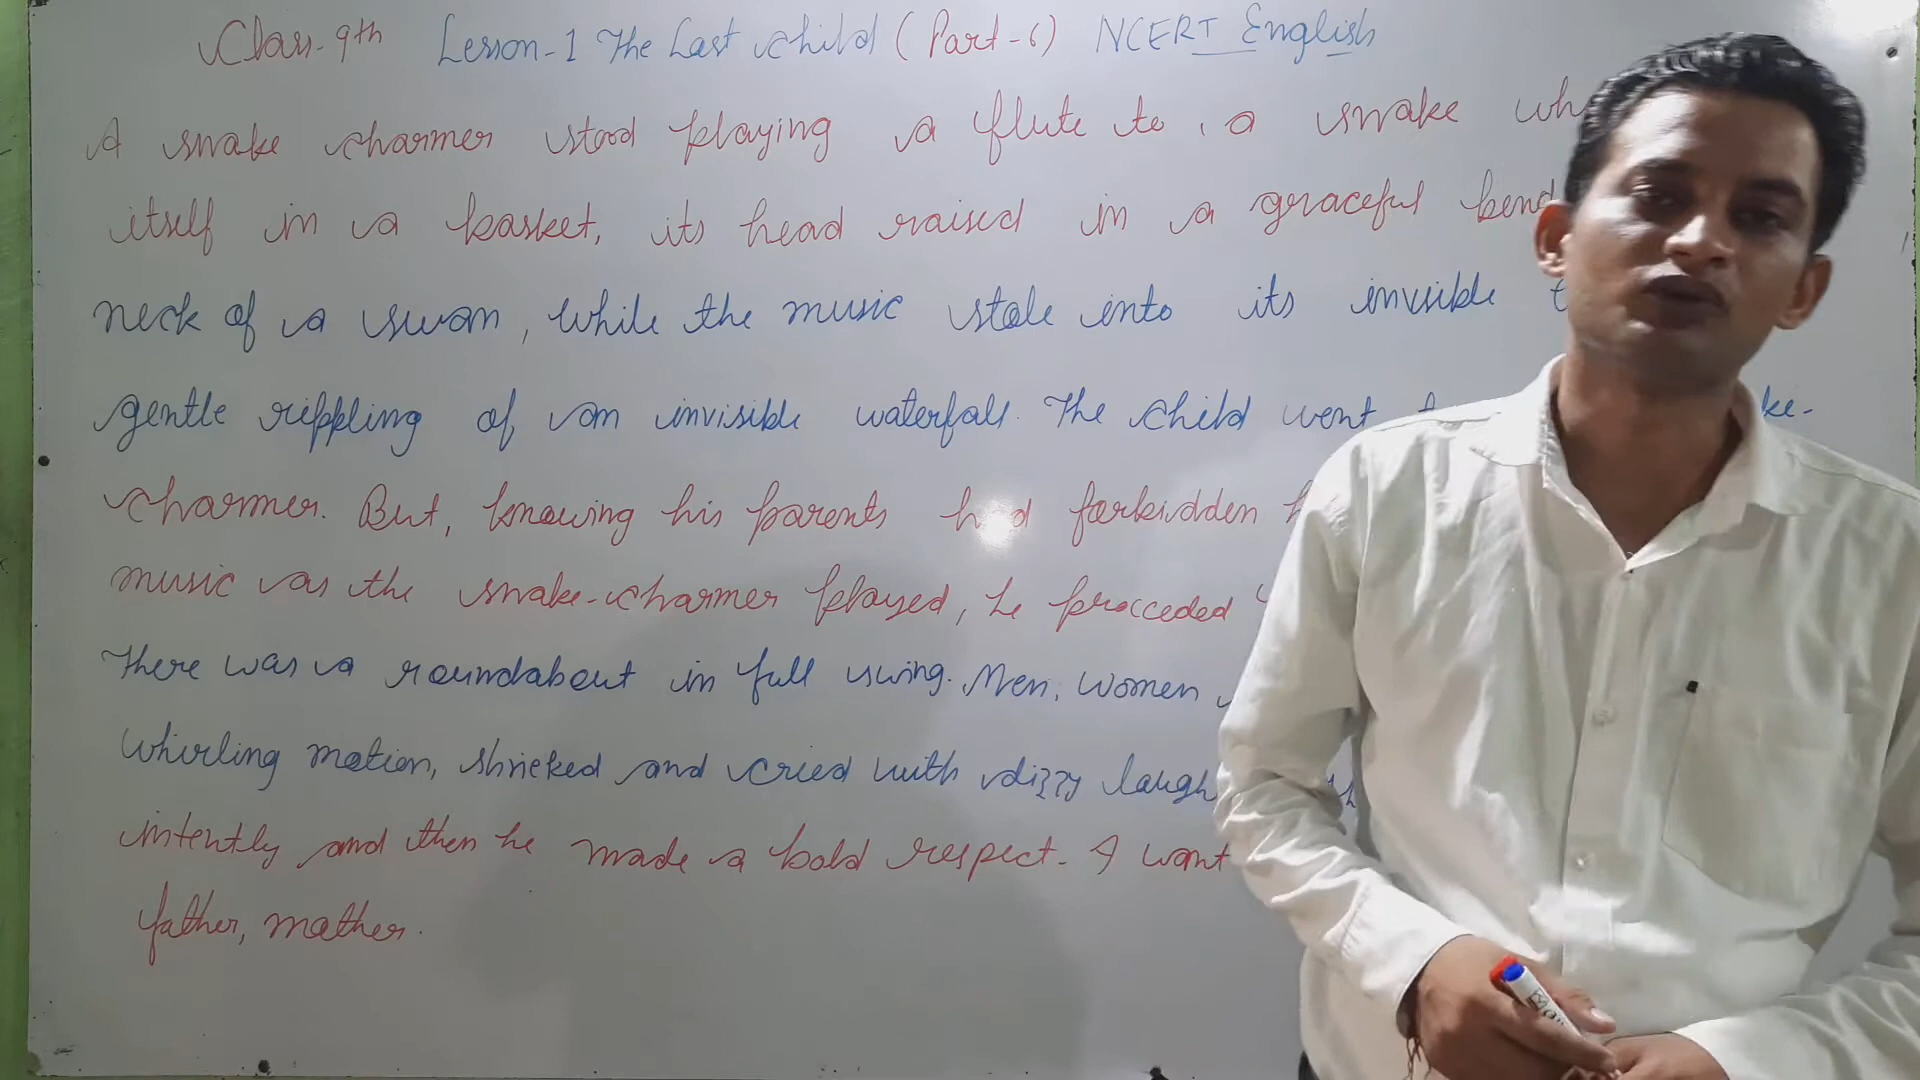 Class-9th Lesson-1 The Last Child (Part-6) NCERT English
A snake charmer stood playing a flute to a snake
itself in a basket, its head raised in a graceful bend
neck of a swan, while the music stole into its invisible
gentle rippling of an invisible waterfall. The child went
charmer. But, knowing his parents had forbidden
music as the snake-charmer played, he procceded
There was a roundabout in full swing. Men, women
whirling motion, shrieked and cried with dizzy laugh
intently and then he made a bold respect- I want
father, mother.